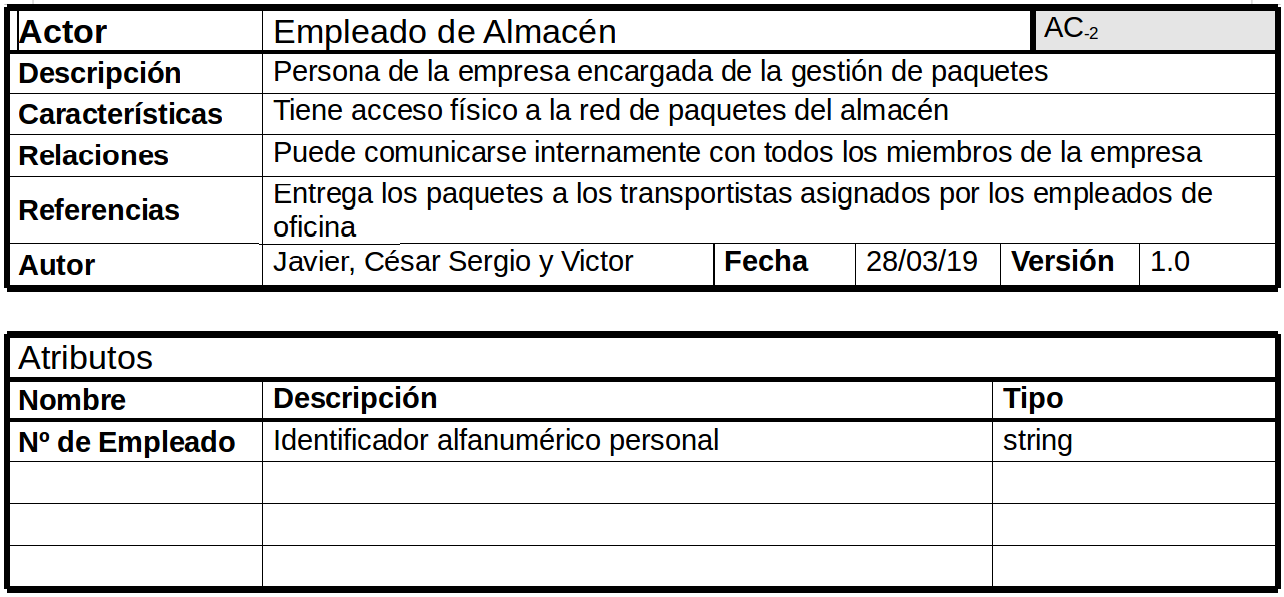 Actor Empleado de Almacén AC-2
Descripción Persona de la empresa encargada de la gestión de paquetes
Características Tiene acceso físico a la red de paquetes del almacén
Relaciones Puede comunicarse internamente con todos los miembros de la empresa
Referencias Entrega los paquetes a los transportistas asignados por los empleados de
oficina
Autor Javier, César Sergio y Victor Fecha 28/03/19 Versión 1.0
Atributos
Nombre Descripción Tipo
Nº de Empleado Identificador alfanumérico personal string